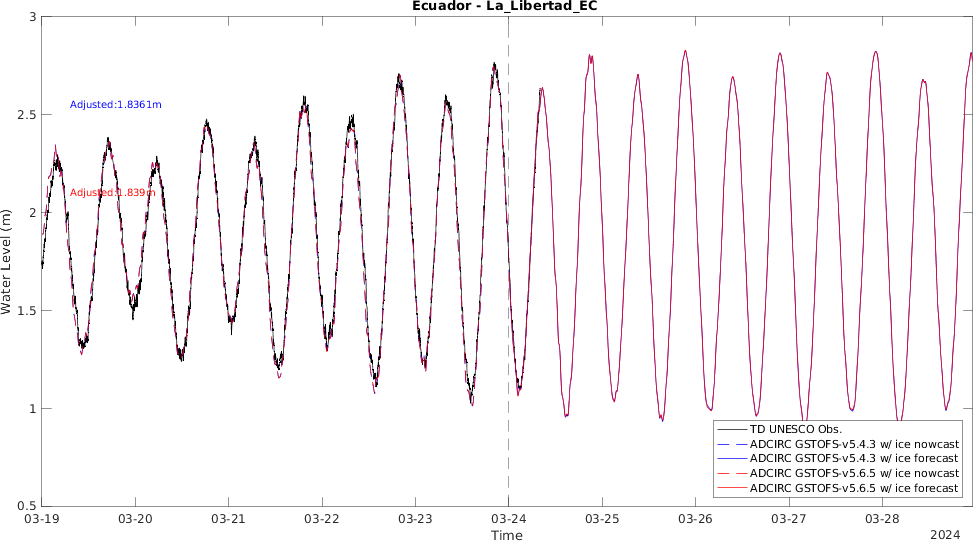 Ecuador - La_Libertad_EC
Water Level (m)
3
2.5
2
1.5
1
0.5
Adjusted:1.8361m
Adjusted:1.839m
TD UNESCO Obs.
ADCIRC GSTOFS-v5.4.3 w/ ice nowcast
ADCIRC GSTOFS-v5.4.3 w/ ice forecast
ADCIRC GSTOFS-v5.6.5 w/ ice nowcast
ADCIRC GSTOFS-v5.6.5 w/ ice forecast
03-19 03-20 03-21 03-22 03-23 03-24 03-25 03-26 03-27 03-28
Time
2024